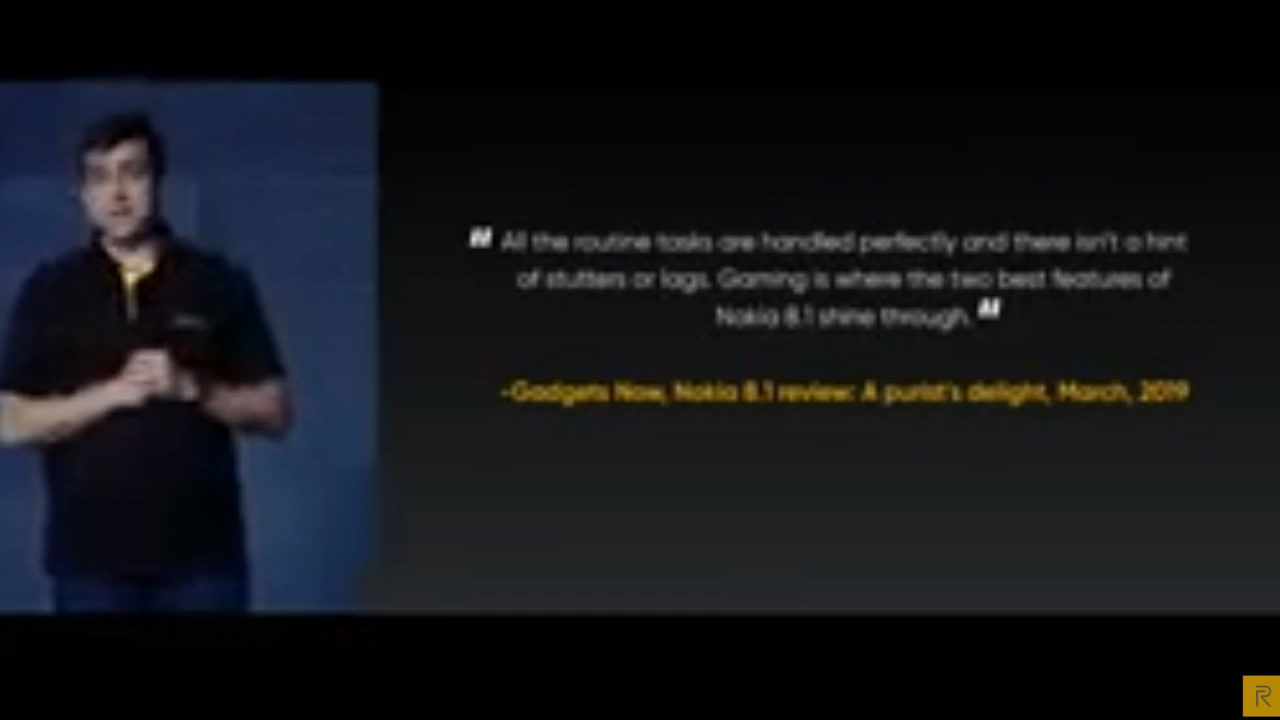 " All the routine tasks are handled perfectly and there isn't a hint
of stutters or lags. Gaming is where the two best features of
Nokia 8.1 shine through. "
-Gadgets Now, Nokia 8.1 review: A purist's delight, March, 2019
R